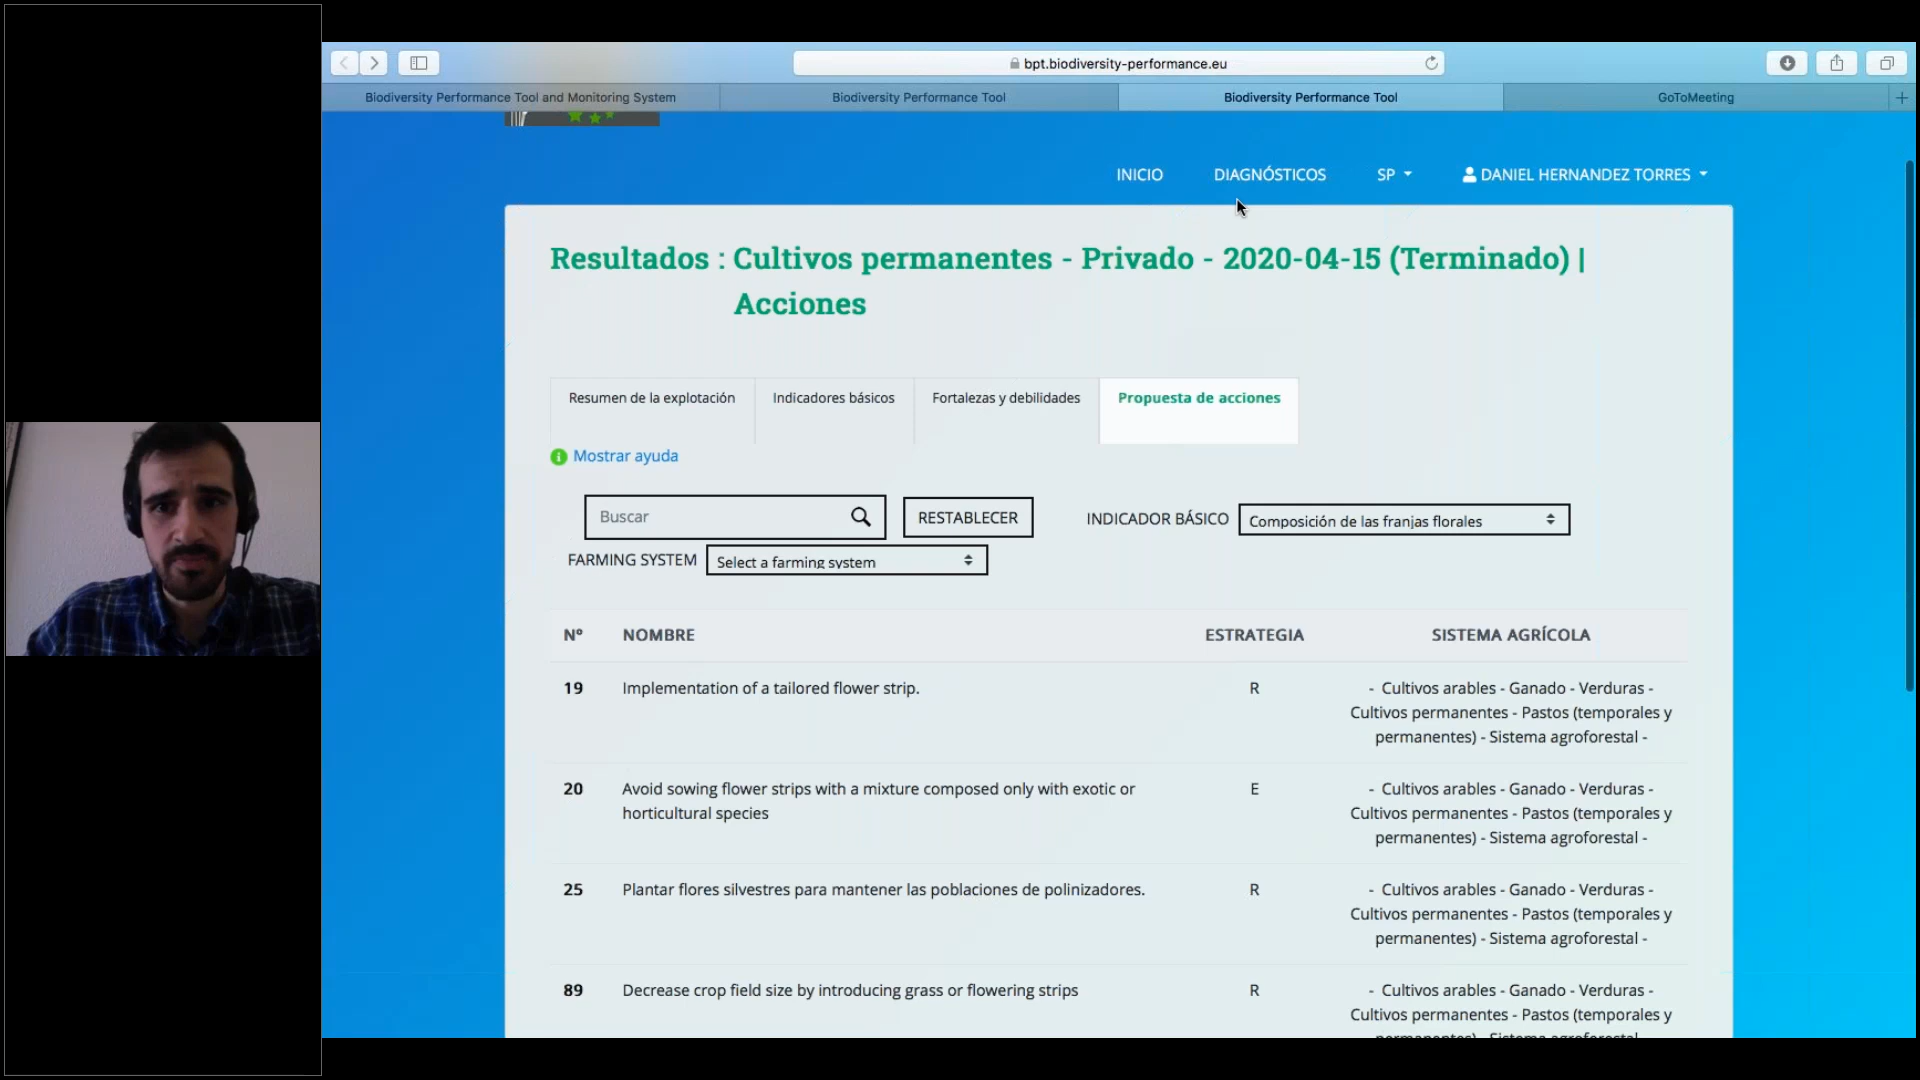 bpt.biodiversity-performance.eu
Biodiversity Performance Tool and Monitoring System
Biodiversity Performance Tool
Biodiversity Performance Tool
GoToMeeting
INICIO
DIAGNÓSTICOS
SP
DANIEL HERNANDEZ TORRES
Resultados : Cultivos permanentes - Privado - 2020-04-15 (Terminado) |
Acciones
Resumen de la explotación
Indicadores básicos
Fortalezas y debilidades
Propuesta de acciones
Mostrar ayuda
Buscar
RESTABLECER
INDICADOR BÁSICO
Composición de las franjas florales
FARMING SYSTEM
Select a farming system
Nº NOMBRE ESTRATEGIA SISTEMA AGRÍCOLA
19 Implementation of a tailored flower strip. R - Cultivos arables - Ganado - Verduras -
Cultivos permanentes - Pastos (temporales y
permanentes) - Sistema agroforestal -
20 Avoid sowing flower strips with a mixture composed only with exotic or E - Cultivos arables - Ganado - Verduras -
horticultural species Cultivos permanentes - Pastos (temporales y
permanentes) - Sistema agroforestal -
25 Plantar flores silvestres para mantener las poblaciones de polinizadores. R - Cultivos arables - Ganado - Verduras -
Cultivos permanentes - Pastos (temporales y
permanentes) - Sistema agroforestal -
89 Decrease crop field size by introducing grass or flowering strips R - Cultivos arables - Ganado - Verduras -
Cultivos permanentes - Pastos (temporales y